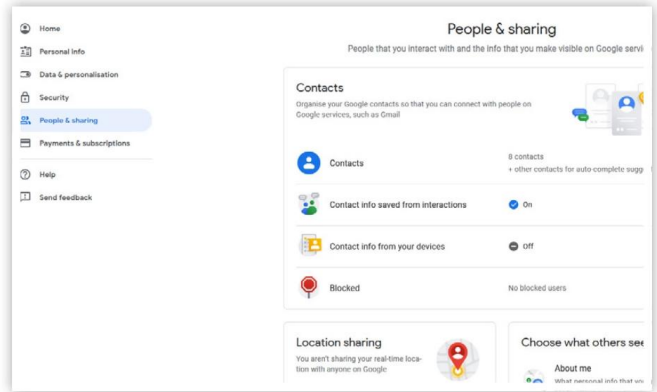 Home
Personal info
Data & personalisation
Security
People & sharing
Payments & subscriptions
Help
Send feedback
People & sharing
People that you interact with and the info that you make visible on Google
Contacts
Organise your Google contacts so that you can connect with people on
Google services, such as Gmail
Contacts
8 contacts
+ other contacts for auto-complete
Contact info saved from interactions
On
Contact info from your devices
Off
Blocked
No blocked users
Location sharing
You aren't sharing your real-time loca-
tion with anyone on Google
Choose what others see
About me
What personal info that